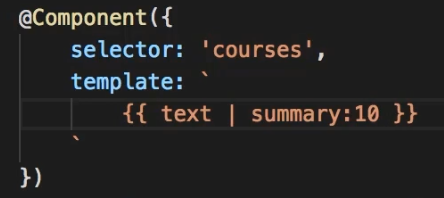 @Component({
    selector: 'courses',
    template: `
        {{ text | summary:10 }}
    `
})